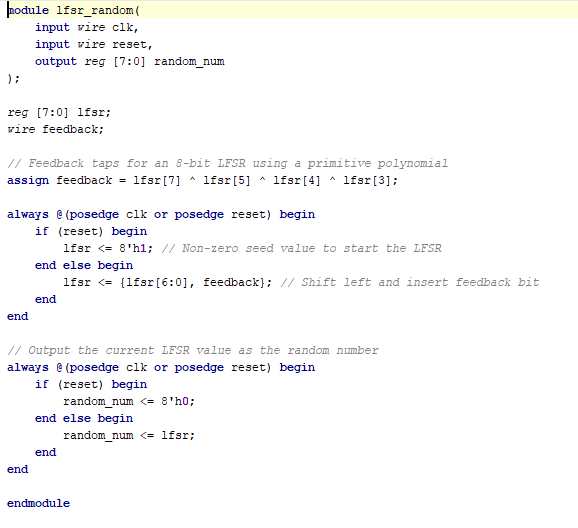 module lfsr_random(
    input wire clk,
    input wire reset,
    output reg [7:0] random_num
);

reg [7:0] lfsr;
wire feedback;

// Feedback taps for an 8-bit LFSR using a primitive polynomial
assign feedback = lfsr[7] ^ lfsr[5] ^ lfsr[4] ^ lfsr[3];

always @(posedge clk or posedge reset) begin
    if (reset) begin
        lfsr <= 8'h1; // Non-zero seed value to start the LFSR
    end else begin
        lfsr <= {lfsr[6:0], feedback}; // Shift left and insert feedback bit
    end
end

// Output the current LFSR value as the random number
always @(posedge clk or posedge reset) begin
    if (reset) begin
        random_num <= 8'h0;
    end else begin
        random_num <= lfsr;
    end
end

endmodule